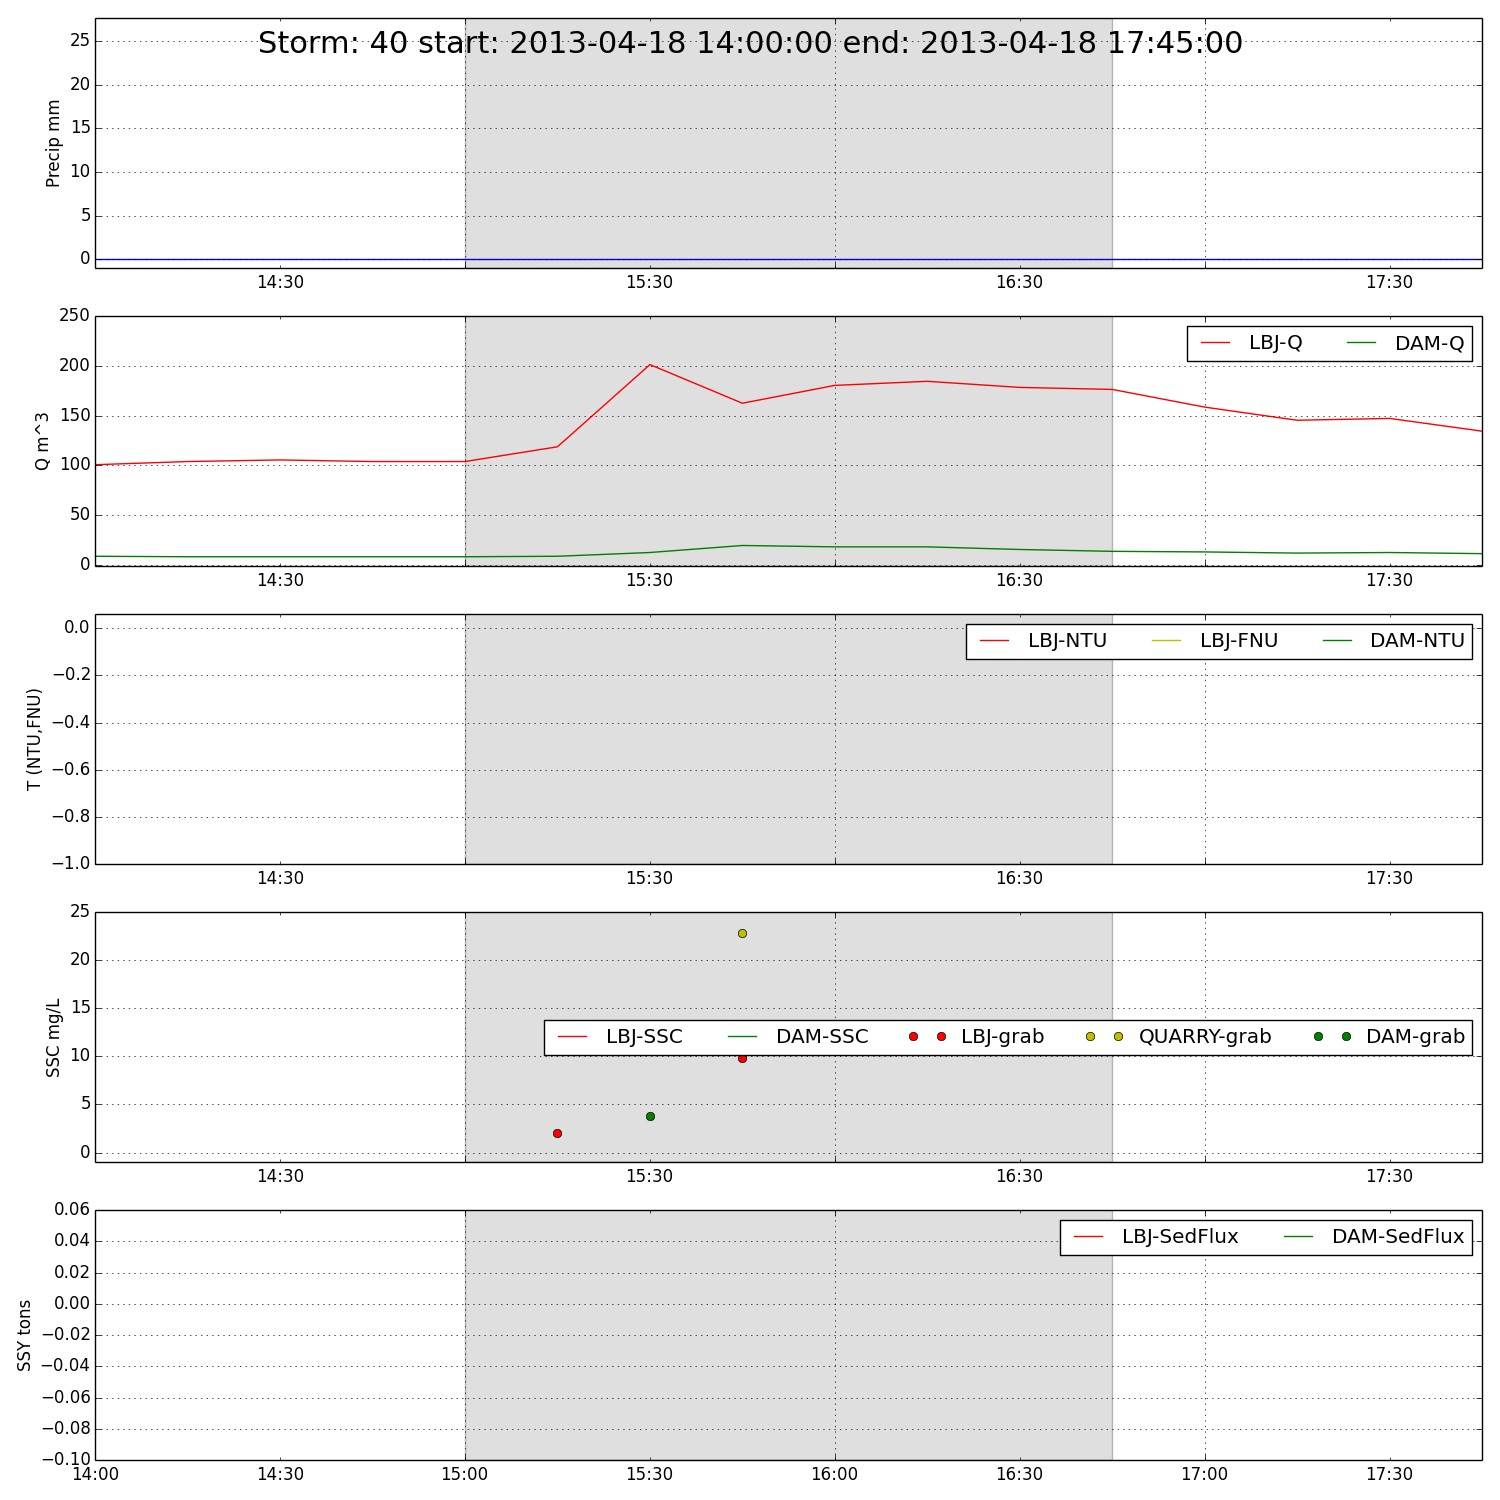 Storm: 40 start: 2013-04-18 14:00:00 end: 2013-04-18 17:45:00
Precip mm
25
20
15
10
5
0
14:30 15:30 16:30 17:30
Q m^3
250
200
150
100
50
0
LBJ-Q DAM-Q
14:30 15:30 16:30 17:30
T (NTU,FNU)
0.0
−0.2
−0.4
−0.6
−0.8
−1.0
LBJ-NTU LBJ-FNU DAM-NTU
14:30 15:30 16:30 17:30
SSC mg/L
25
20
15
10
5
0
LBJ-SSC DAM-SSC LBJ-grab QUARRY-grab DAM-grab
14:30 15:30 16:30 17:30
SSY tons
0.06
0.04
0.02
0.00
−0.02
−0.04
−0.06
−0.08
−0.10
LBJ-SedFlux DAM-SedFlux
14:00 14:30 15:00 15:30 16:00 16:30 17:00 17:30